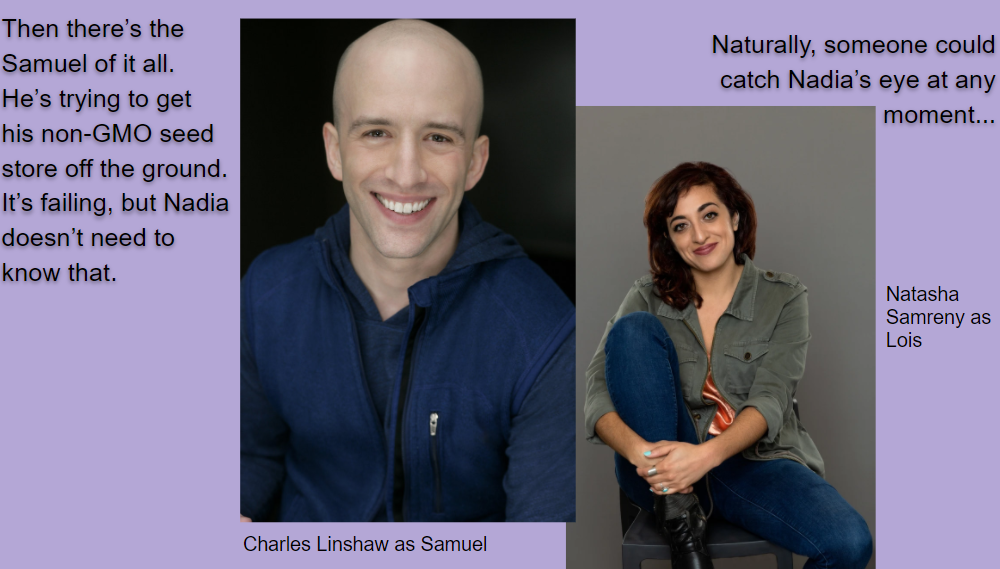 Then there’s the
Samuel of it all.
He’s trying to get
his non-GMO seed
store off the ground.
It’s failing, but Nadia
doesn’t need to
know that.
Naturally, someone could
catch Nadia’s eye at any
moment...
Natasha
Samreny as
Lois
Charles Linshaw as Samuel